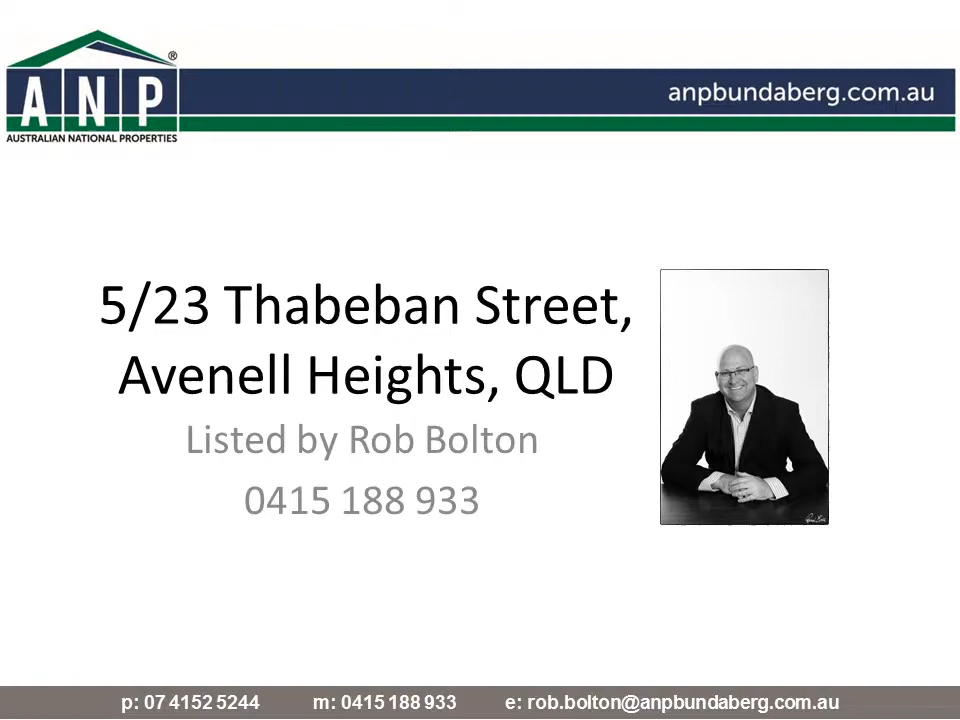 ANP®
AUSTRALIAN NATIONAL PROPERTIES
anpbundaberg.com.au
5/23 Thabeban Street,
Avenell Heights, QLD
Listed by Rob Bolton
0415 188 933
p: 07 4152 5244 m: 0415 188 933 e: rob.bolton@anpbundaberg.com.au